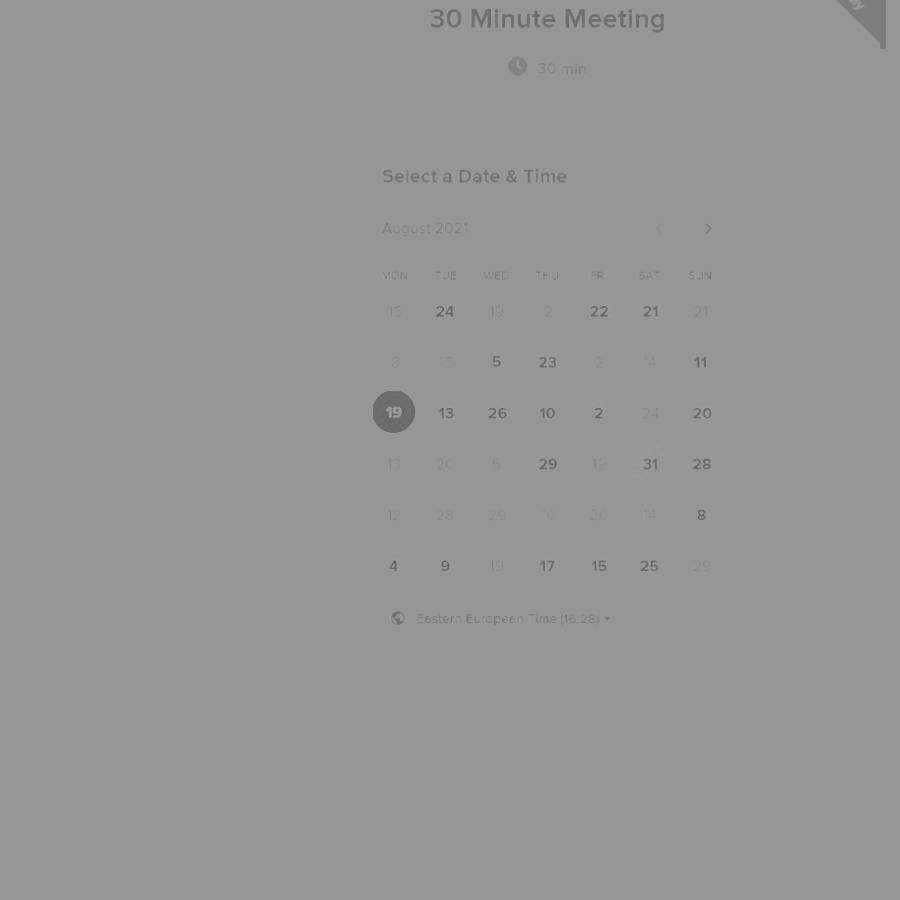 30 Minute Meeting
30 min
Select a Date & Time
August 2021
MON TUE WED THU FRI SAT SUN
24 19 2 22 21 21
8 15 5 23 2 14 11
19 13 26 10 2 24 20
13 20 5 29 31 28
12 28 29 10 20 14 8
4 9 19 17 15 25 29
Eastern European Time (16:28)